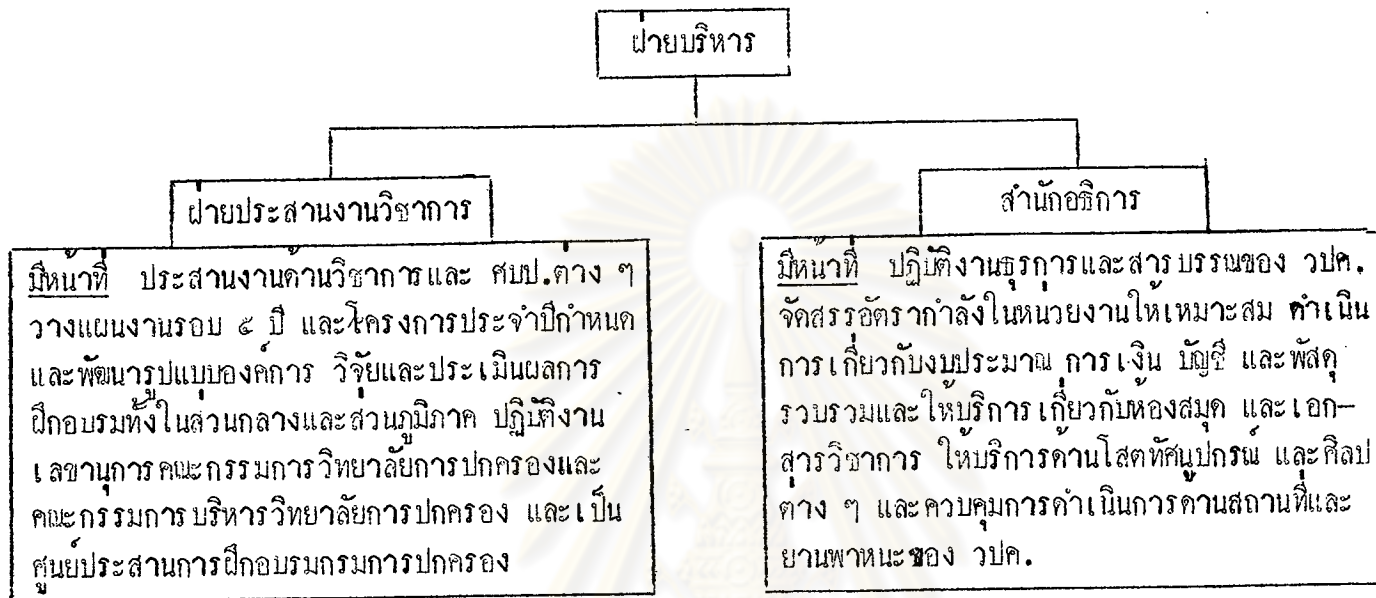 ฝ่ายบริหาร
ฝ่ายประสานงานวิชาการ
มีหน้าที่ ประสานงานด้านวิชาการและ ศบป.ต่าง ๆ
วางแผนงานรอบ ๕ ปี และโครงการประจำปีกำหนด
และพัฒนารูปแบบองค์การ วิจัยและประเมินผลการ
ฝึกอบรมทั้งในส่วนกลางและส่วนภูมิภาค ปฏิบัติงาน
เลขานุการคณะกรรมการวิทยาลัยการปกครองและ
คณะกรรมการบริหารวิทยาลัยการปกครอง และเป็น
ศูนย์ประสานการฝึกอบรมกรมการปกครอง
สำนักอธิการ
มีหน้าที่ ปฏิบัติงานธุรการและสารบรรณของ วปค.
จัดสรรอัตรากำลังในหน่วยงานให้เหมาะสม ดำเนิน
การเกี่ยวกับงบประมาณ การเงิน บัญชี และพัสดุ
รวบรวมและให้บริการเกี่ยวกับห้องสมุด และเอก-
สารวิชาการ ให้บริการด้านโสตทัศนูปกรณ์ และศิลป
ต่าง ๆ และควบคุมการดำเนินการด้านสถานที่และ
ยานพาหนะของ วปค.